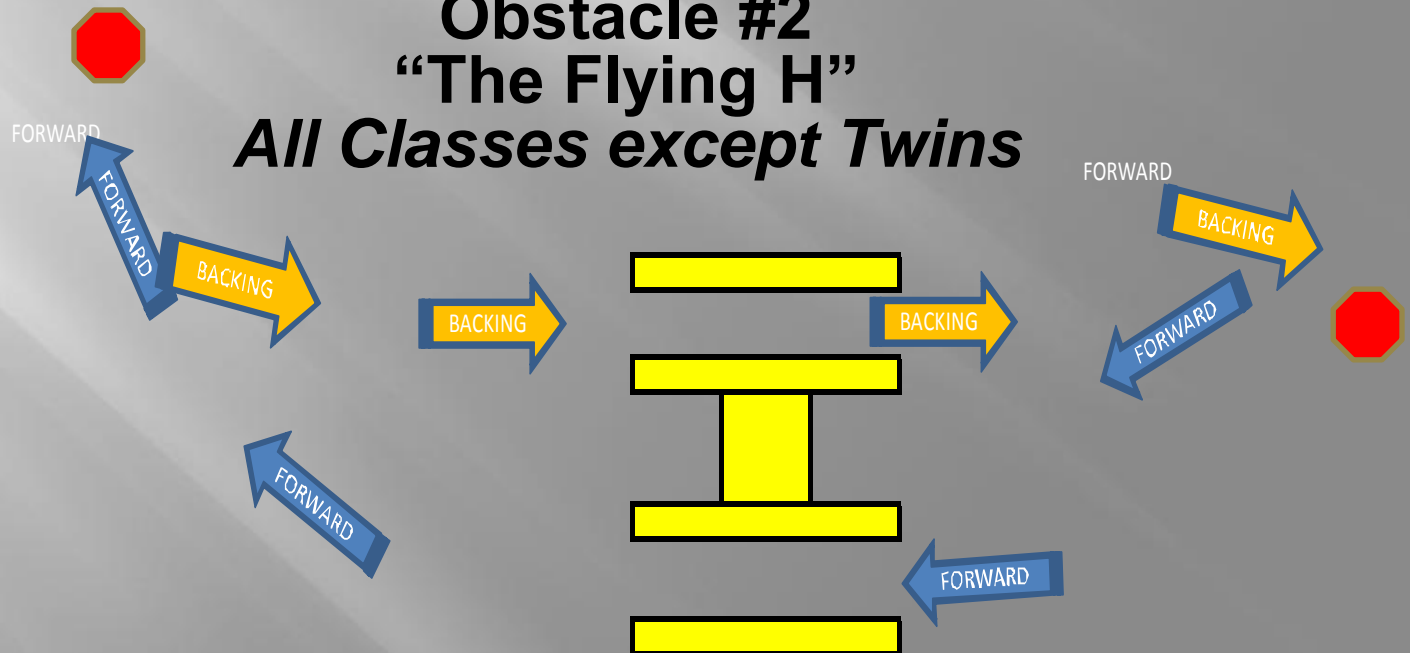 Obstacle #2
“The Flying H”
All Classes except Twins
FORWARD
FORWARD
BACKING
BACKING
FORWARD
BACKING
FORWARD
BACKING
FORWARD
FORWARD